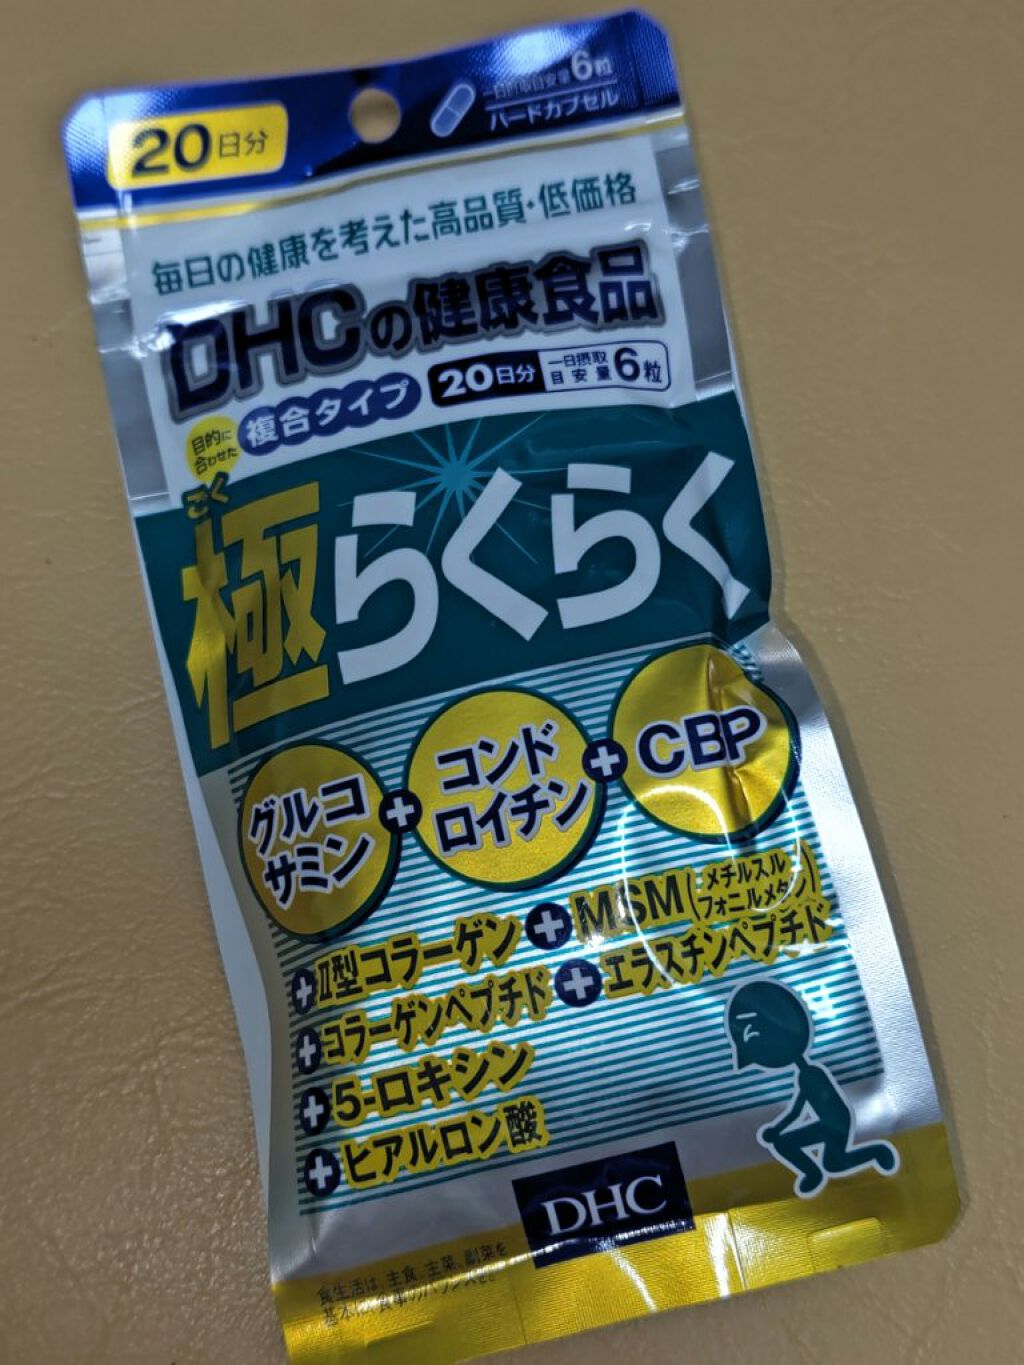 20日分
一日摂取目安量6粒
ハードカプセル
毎日の健康を考えた高品質・低価格
DHCの健康食品
目的に
合わせた
複合タイプ
20日分
一日摂取
目安量
6粒
ごく
極らくらく
グルコ
サミン
+
コンド
ロイチン
+
CBP
+II型コラーゲン+MSM(メチルスル
フォニルメタン)
+コラーゲンペプチド+エラスチンペプチド
+5-ロキシン
+ヒアルロン酸
DHC
食生活は、主食、主菜、副菜を
基本に、食事のバランスを。